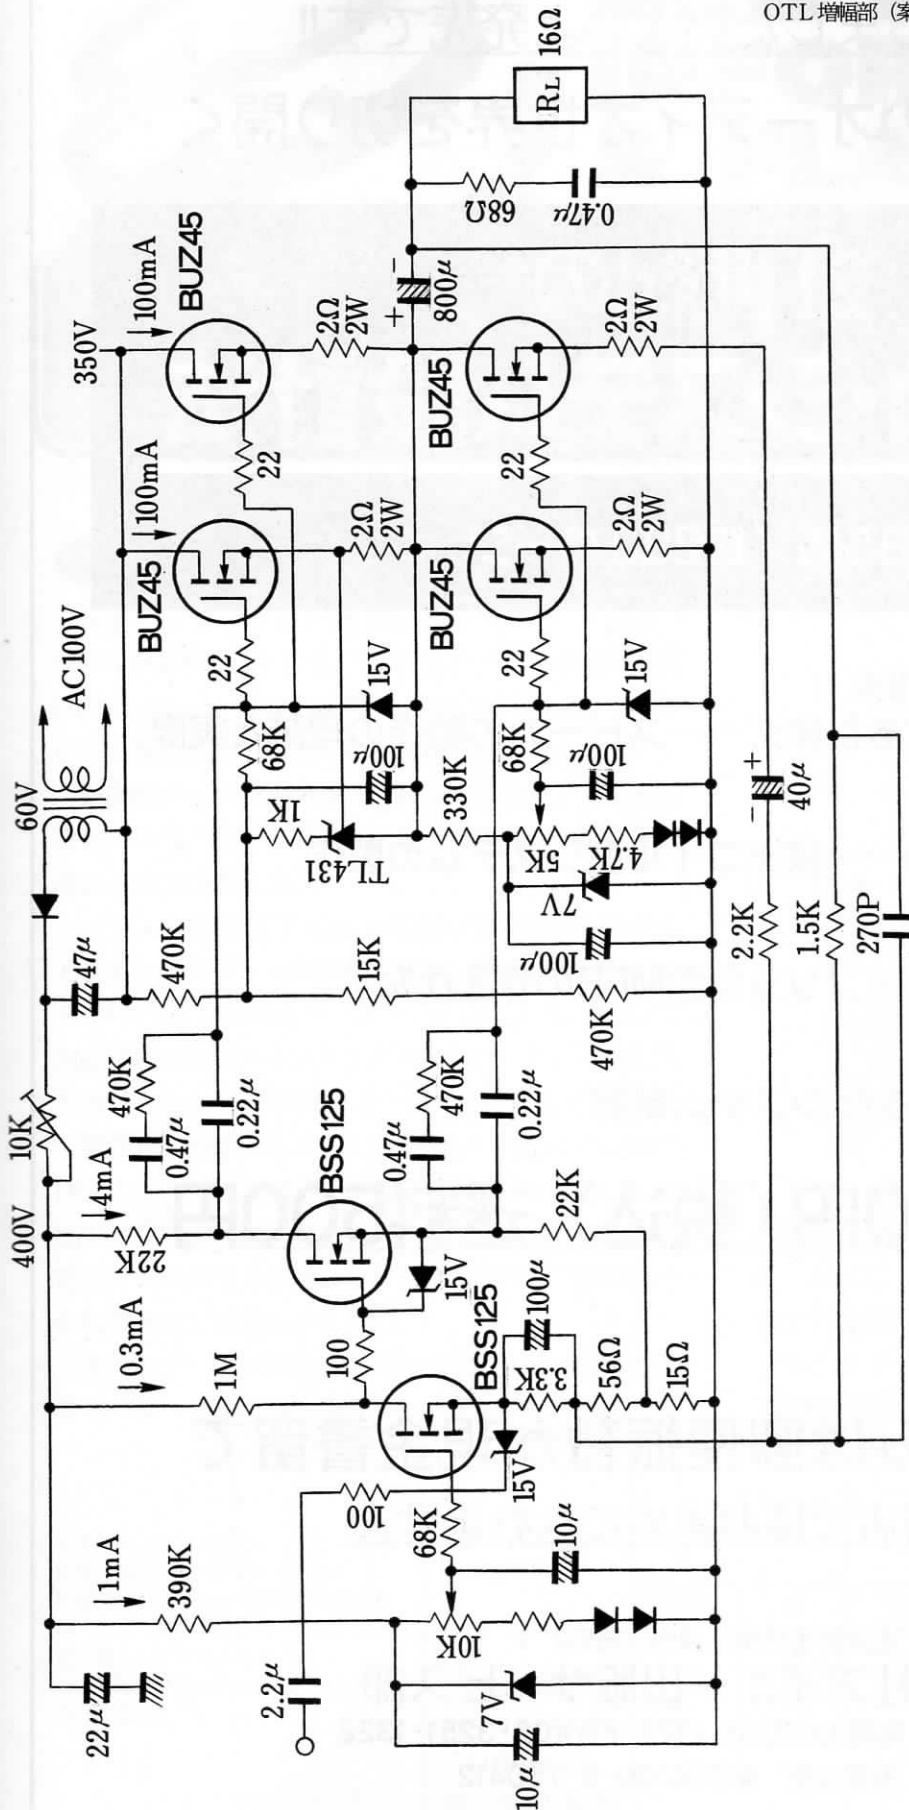 OTL 増幅部(案
16Ω
RL
68Ω
0.47μ
BUZ45
100mA
350V
2Ω
2W
+
-
800μ
BUZ45
2Ω
2W
22
22
100mA
BUZ45
2Ω
2W
BUZ45
2Ω
2W
AC100V
60V
22
15V
68K
100μ
1K
TL431
330K
22
15V
68K
100μ
5K
4.7K
7V
100μ
+
-
40μ
2.2K
1.5K
270P
47μ
470K
15K
470K
10K
470K
0.47μ
0.22μ
470K
0.47μ
0.22μ
400V
4mA
22K
BSS125
15V
22K
0.3mA
1M
100
BSS125
100μ
3.3K
56Ω
15Ω
15V
100
68K
10μ
1mA
390K
10K
22μ
2.2μ
7V
10μ